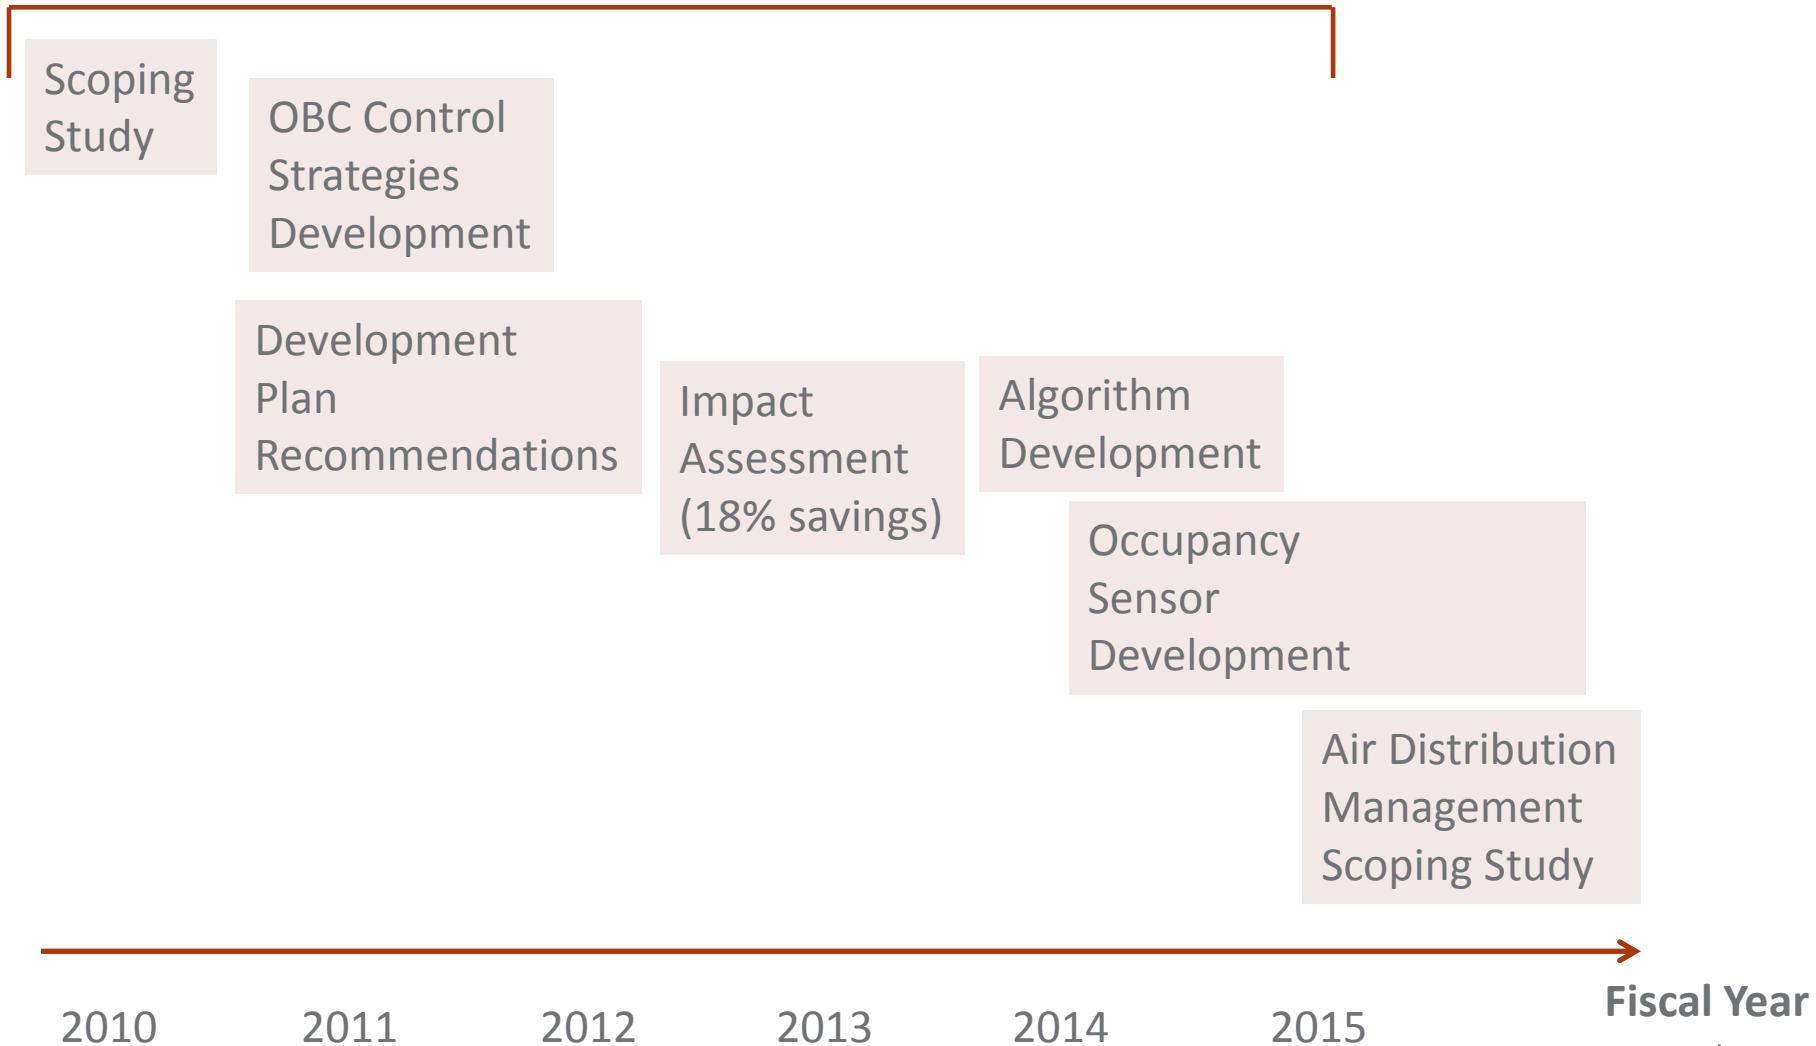 Scoping
Study
OBC Control
Strategies
Development
Development
Plan
Recommendations
Impact
Assessment
(18% savings)
Algorithm
Development
Occupancy
Sensor
Development
Air Distribution
Management
Scoping Study
Fiscal Year
2010 2011 2012 2013 2014 2015